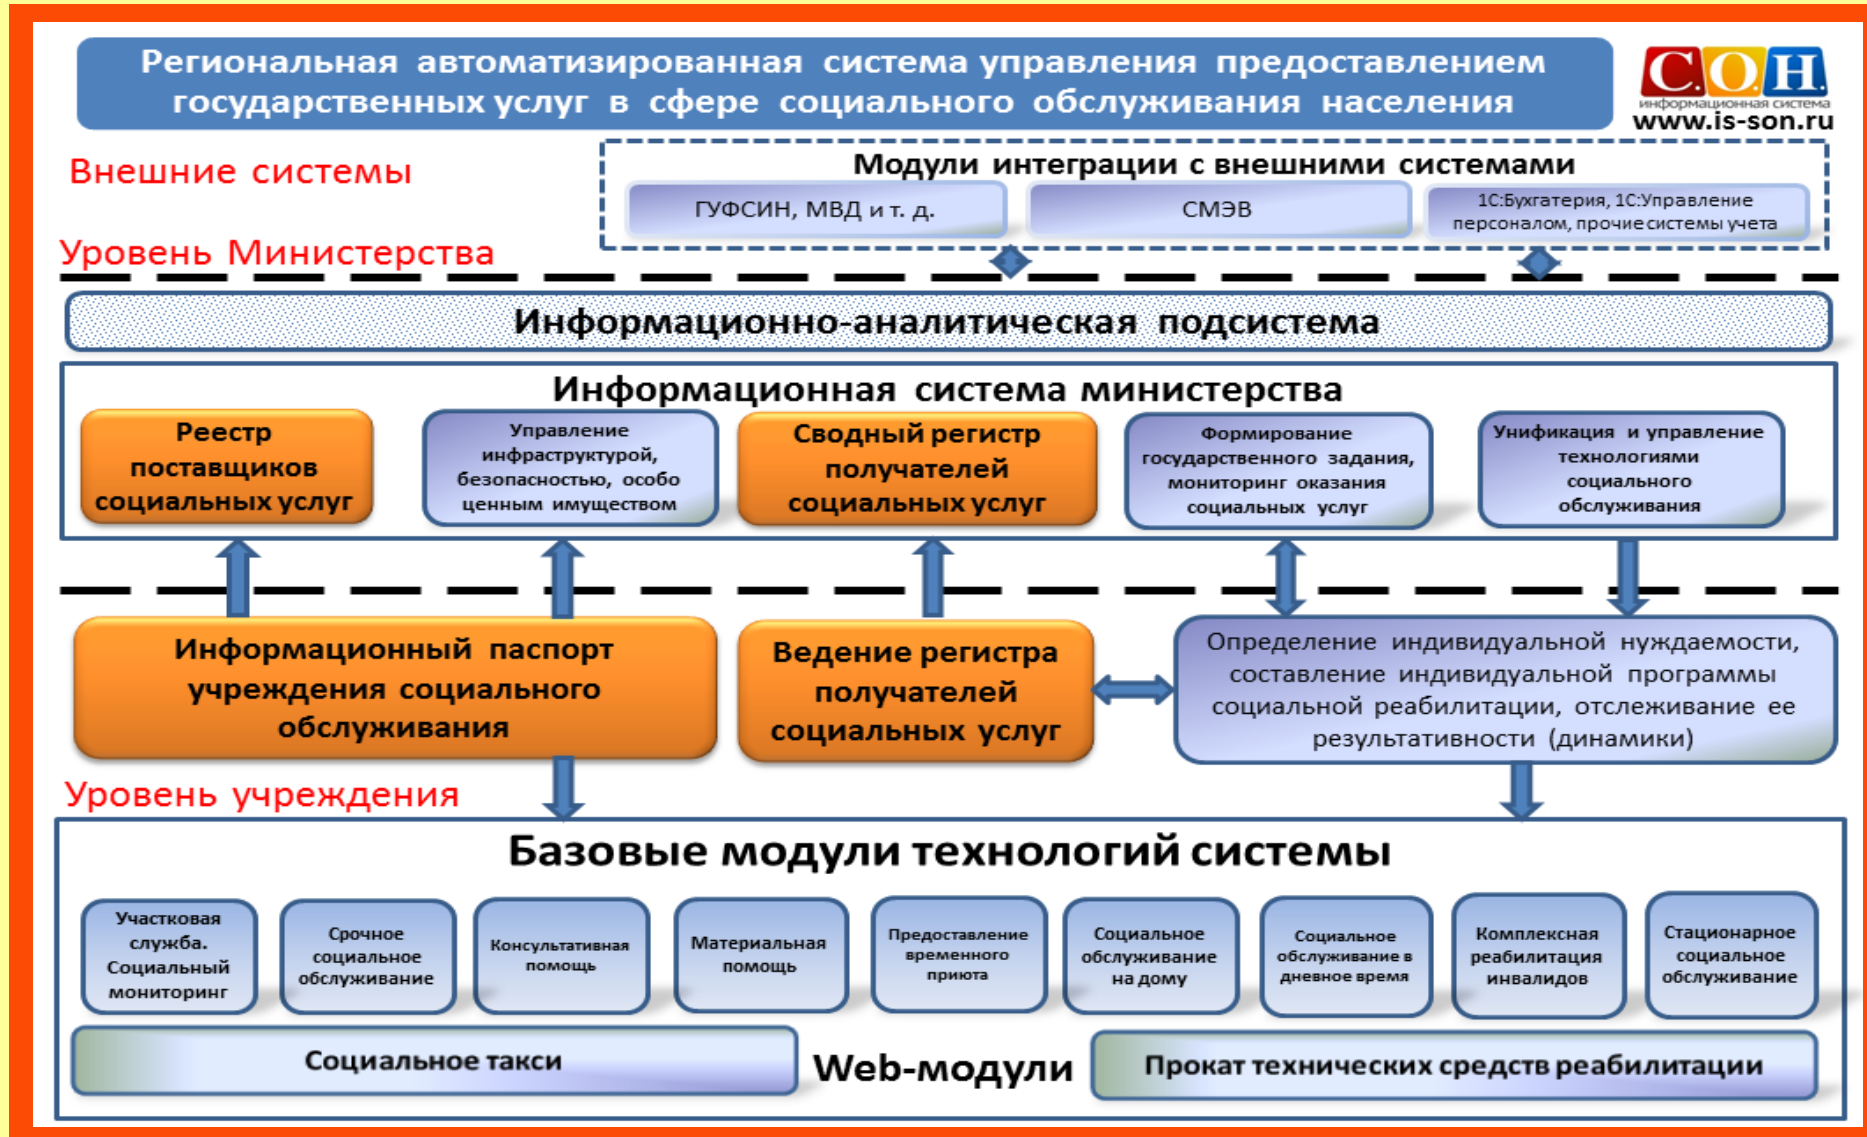 Региональная автоматизированная система управления предоставлением
государственных услуг в сфере социального обслуживания населения
С.О.Н.
информационная система
www.is-son.ru
Внешние системы
Модули интеграции с внешними системами
ГУФСИН, МВД и т. д.
СМЭВ
1С:Бухгатерия, 1С:Управление
персоналом, прочие системы учета
Уровень Министерства
Информационно-аналитическая подсистема
Информационная система министерства
Реестр
поставщиков
социальных услуг
Управление
инфраструктурой,
безопасностью, особо
ценным имуществом
Сводный регистр
получателей
социальных услуг
Формирование
государственного задания,
мониторинг оказания
социальных услуг
Унификация и управление
технологиями
социального
обслуживания
Информационный паспорт
учреждения социального
обслуживания
Ведение регистра
получателей
социальных услуг
Определение индивидуальной нуждаемости,
составление индивидуальной программы
социальной реабилитации, отслеживание ее
результативности (динамики)
Уровень учреждения
Базовые модули технологий системы
Участковая
служба.
Социальный
мониторинг
Срочное
социальное
обслуживание
Консультативная
помощь
Материальная
помощь
Предоставление
временного
приюта
Социальное
обслуживание
на дому
Социальное
обслуживание в
дневное время
Комплексная
реабилитация
инвалидов
Стационарное
социальное
обслуживание
Социальное такси
Web-модули
Прокат технических средств реабилитации